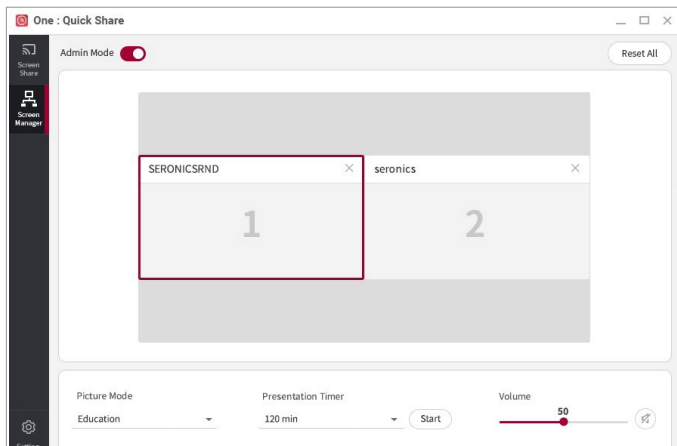 One : Quick Share
Screen
Share
Screen
Manager
Admin Mode
Reset All
SERONICSRND
seronics
1
2
Picture Mode
Presentation Timer
Volume
Education
120 min
Start
50
Setting